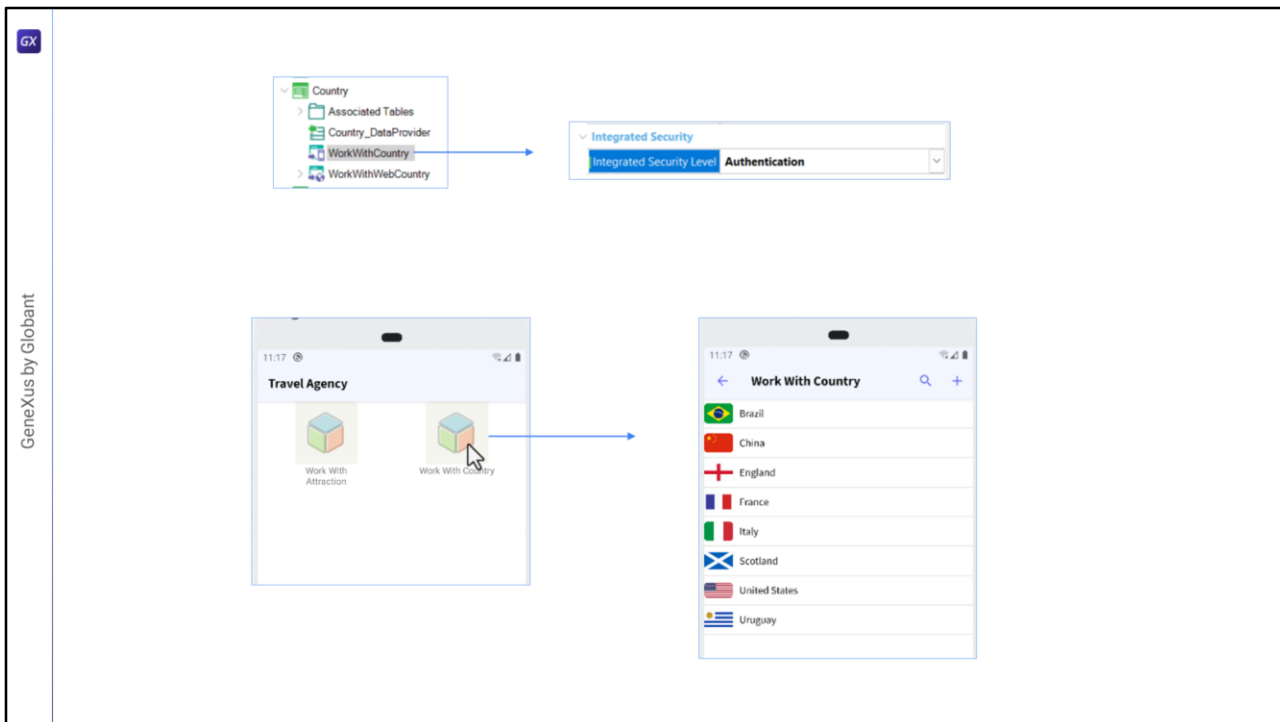 GX
GeneXus by Globant
Country
Associated Tables
Country_DataProvider
WorkWithCountry
WorkWithWebCountry
Integrated Security
Integrated Security Level Authentication
11:17
Travel Agency
Work With
Attraction
Work With Country
11:17
Work With Country
Brazil
China
England
France
Italy
Scotland
United States
Uruguay